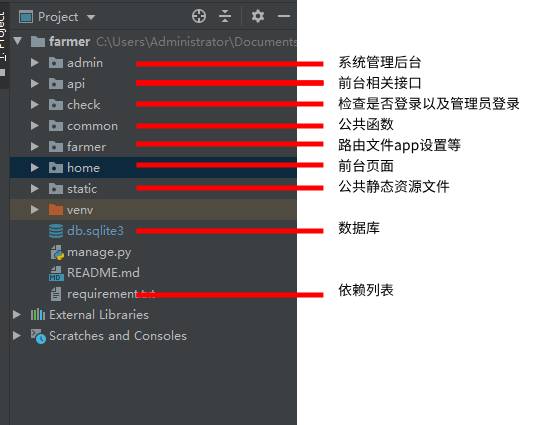 1: Project
Project
farmer C:\Users\Administrator\Documents
admin 系统管理后台
api 前台相关接口
check 检查是否登录以及管理员登录
common 公共函数
farmer 路由文件app设置等
home 前台页面
static 公共静态资源文件
venv
db.sqlite3 数据库
manage.py
MD README.md
requirement.txt 依赖列表
External Libraries
Scratches and Consoles